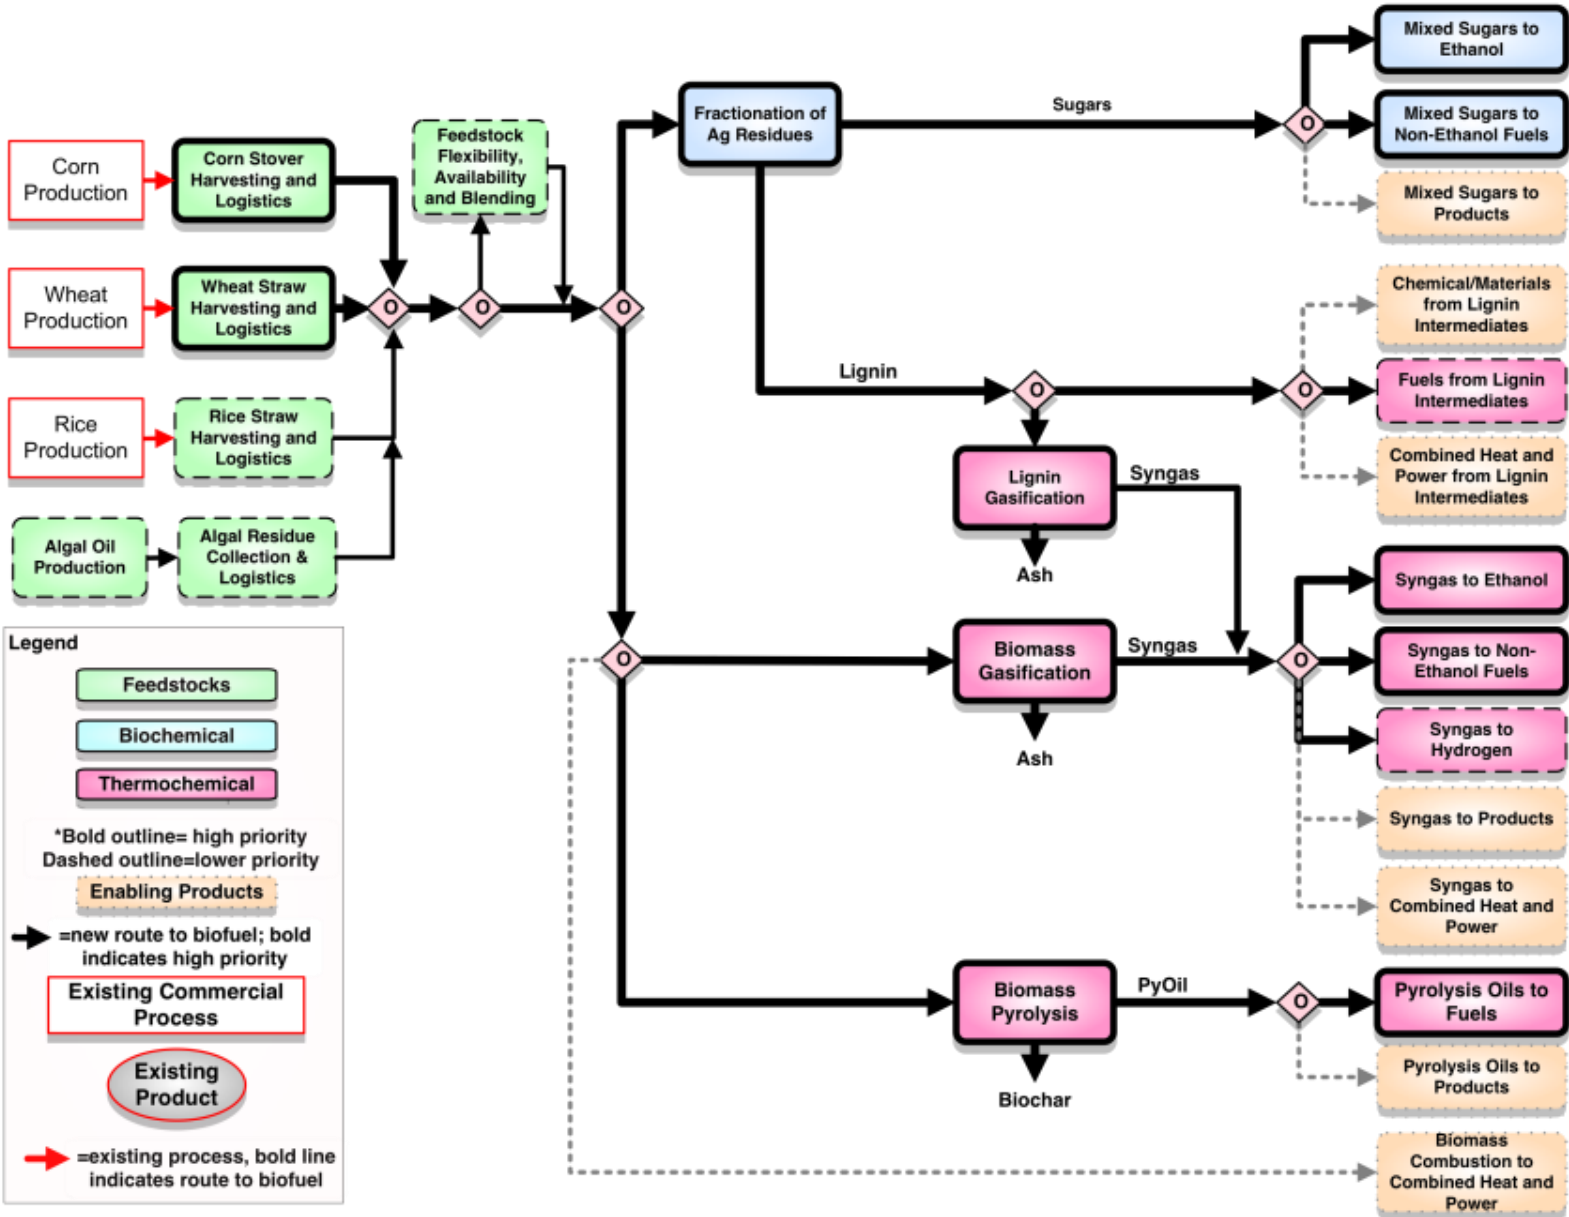 Mixed Sugars to
Ethanol
Fractionation of
Ag Residues
Sugars
O
Mixed Sugars to
Non-Ethanol Fuels
Mixed Sugars to
Products
Corn
Production
Corn Stover
Harvesting and
Logistics
Feedstock
Flexibility,
Availability
and Blending
Wheat
Production
Wheat Straw
Harvesting and
Logistics
O
O
O
Chemical/Materials
from Lignin
Intermediates
Lignin
O
O
Fuels from Lignin
Intermediates
Combined Heat and
Power from Lignin
Intermediates
Rice
Production
Rice Straw
Harvesting and
Logistics
Lignin
Gasification
Syngas
Ash
Algal Oil
Production
Algal Residue
Collection &
Logistics
O
Biomass
Gasification
Syngas
Ash
O
Syngas to Ethanol
Syngas to Non-
Ethanol Fuels
Syngas to
Hydrogen
Syngas to Products
Syngas to
Combined Heat and
Power
Biomass
Pyrolysis
PyOil
Biochar
O
Pyrolysis Oils to
Fuels
Pyrolysis Oils to
Products
Biomass
Combustion to
Combined Heat and
Power
Legend
Feedstocks
Biochemical
Thermochemical
*Bold outline= high priority
Dashed outline=lower priority
Enabling Products
=new route to biofuel; bold
indicates high priority
Existing Commercial
Process
Existing
Product
=existing process, bold line
indicates route to biofuel